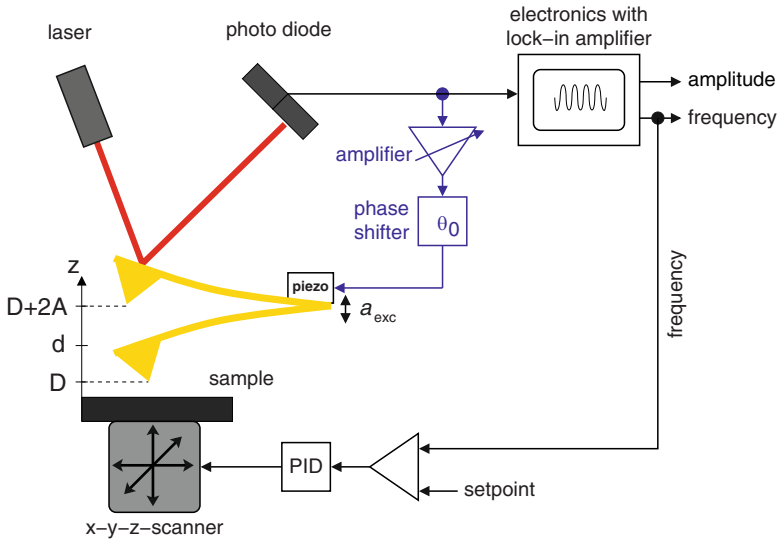 laser
photo diode
electronics with
lock-in amplifier
amplitude
frequency
amplifier
phase
shifter
θ0
z
piezo
D+2A
a exc
d
D
frequency
sample
PID
setpoint
x-y-z-scanner